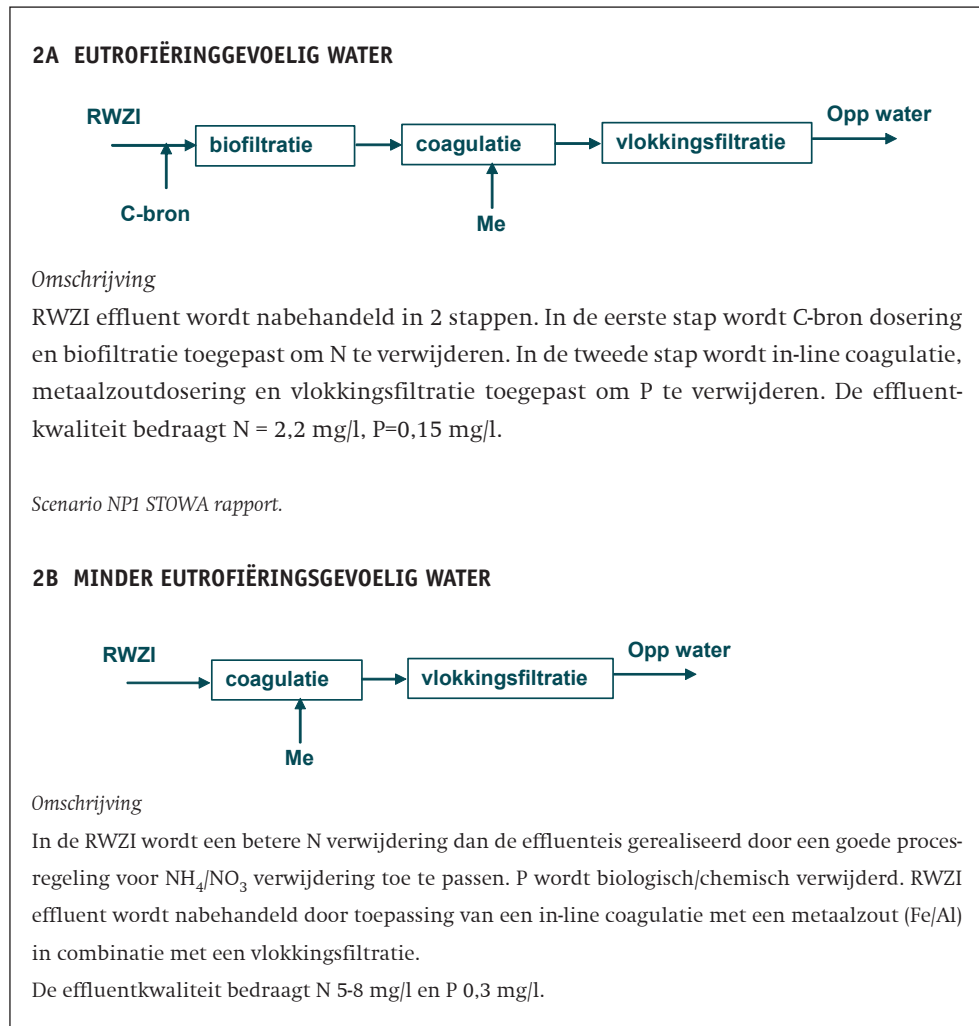 2A EUTROFIËRINGGEVOELIG WATER
RWZI
Opp water
biofiltratie
coagulatie
vlokkingsfiltratie
C-bron
Me
Omschrijving
RWZI effluent wordt nabehandeld in 2 stappen. In de eerste stap wordt C-bron dosering
en biofiltratie toegepast om N te verwijderen. In de tweede stap wordt in-line coagulatie,
metaalzoutdosering en vlokkingsfiltratie toegepast om P te verwijderen. De effluent-
kwaliteit bedraagt N = 2,2 mg/l, P=0,15 mg/l.
Scenario NP1 STOWA rapport.
2B MINDER EUTROFIËRINGSGEVOELIG WATER
RWZI
Opp water
coagulatie
vlokkingsfiltratie
Me
Omschrijving
In de RWZI wordt een betere N verwijdering dan de effluenteis gerealiseerd door een goede proces-
regeling voor NH₄/NO₃ verwijdering toe te passen. P wordt biologisch/chemisch verwijderd. RWZI
effluent wordt nabehandeld door toepassing van een in-line coagulatie met een metaalzout (Fe/Al)
in combinatie met een vlokkingsfiltratie.
De effluentkwaliteit bedraagt N 5-8 mg/l en P 0,3 mg/l.